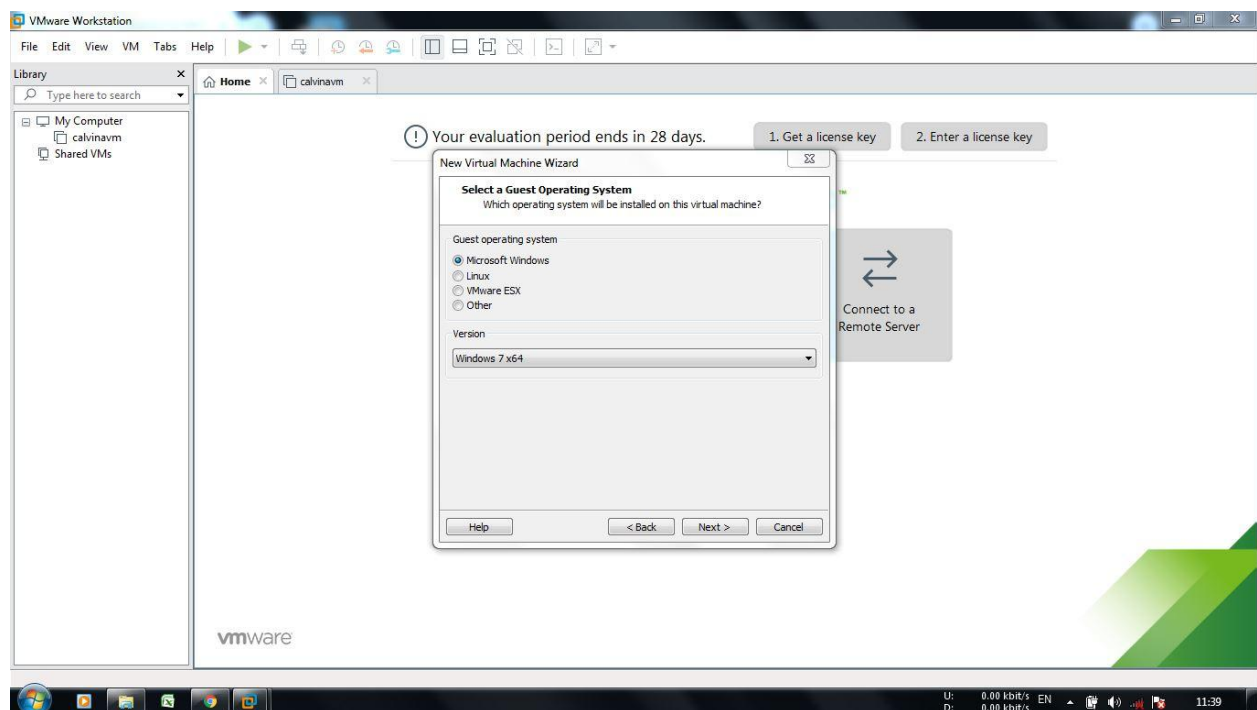 VMware Workstation
File Edit View VM Tabs Help
Library
Type here to search
My Computer
calvinavm
Shared VMs
Home
calvinavm
Your evaluation period ends in 28 days.
1. Get a license key
2. Enter a license key
New Virtual Machine Wizard
Select a Guest Operating System
Which operating system will be installed on this virtual machine?
Guest operating system
Microsoft Windows
Linux
VMware ESX
Other
Version
Windows 7 x64
Help
< Back
Next >
Cancel
™
Connect to a
Remote Server
vmware
U: 0.00 kbit/s
D: 0.00 kbit/s
EN
11:39